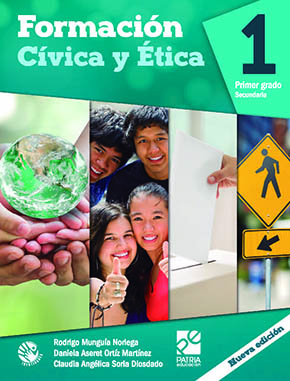 Formación
Cívica y Ética
1
Primer grado
Secundaria
Rodrigo Munguía Noriega
Daniela Aseret Ortiz Martínez
Claudia Angélica Soria Diosdado
PATRIA
educación
Nueva edición